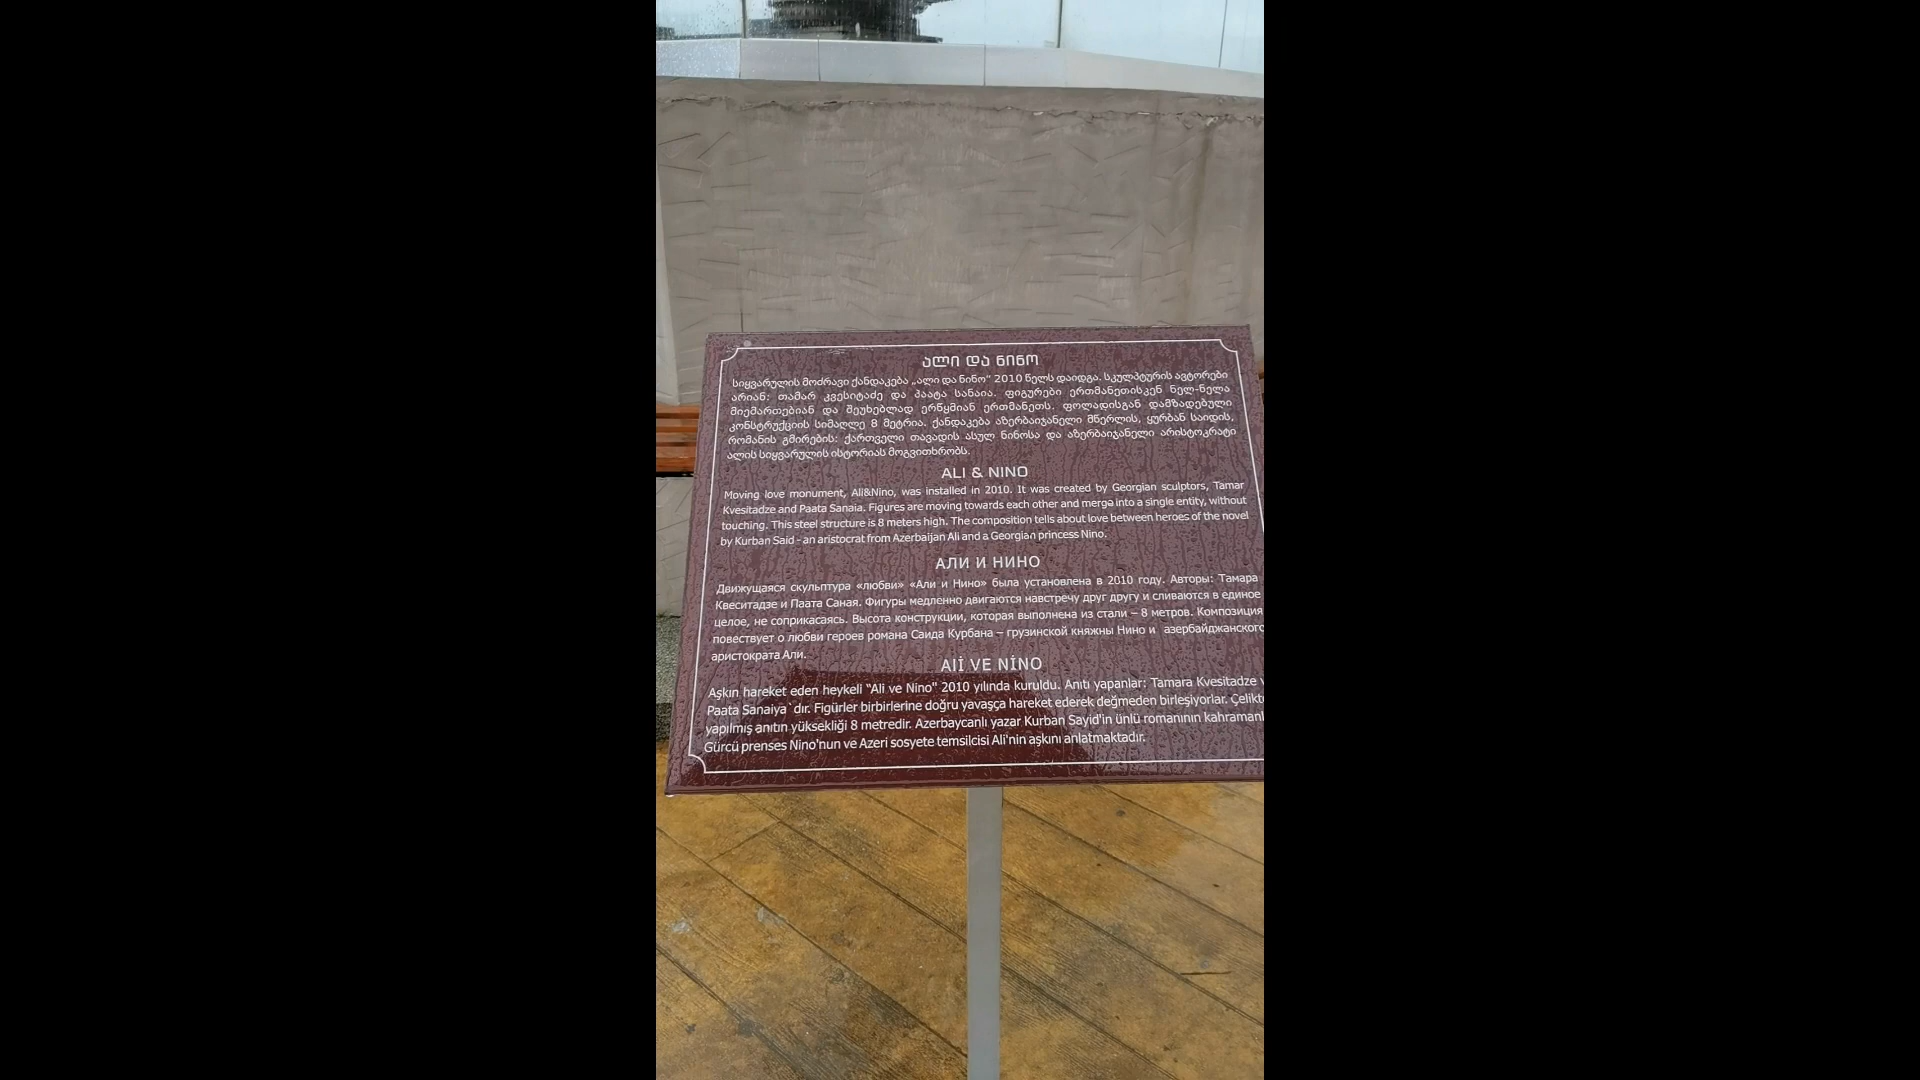 ალი და ნინო
სიყვარულის მოძრავი ქანდაკება „ალი და ნინო“ 2010 წელს დაიდგა. სკულპტურის ავტორები
არიან: თამარ კვესიტაძე და პაატა სანაია. ფიგურები ერთმანეთისკენ ნელ-ნელა
მიემართებიან და შეუხებლად ერწყმიან ერთმანეთს. ფოლადისგან დამზადებული
კონსტრუქციის სიმაღლე 8 მეტრია. ქანდაკება აზერბაიჯანელი მწერლის, ყურბან საიდის,
რომანის გმირების: ქართველი თავადის ასულ ნინოსა და აზერბაიჯანელი არისტოკრატი
ალის სიყვარულის ისტორიას მოგვითხრობს.
ALI & NINO
Moving love monument, Ali&Nino, was installed in 2010. It was created by Georgian sculptors, Tamar
Kvesitadze and Paata Sanaia. Figures are moving towards each other and merge into a single entity, without
touching. This steel structure is 8 meters high. The composition tells about love between heroes of the novel
by Kurban Said - an aristocrat from Azerbaijan Ali and a Georgian princess Nino.
АЛИ И НИНО
Движущаяся скульптура «любви» «Али и Нино» была установлена в 2010 году. Авторы: Тамара
Квеситадзе и Паата Саная. Фигуры медленно двигаются навстречу друг другу и сливаются в единое
целое, не соприкасаясь. Высота конструкции, которая выполнена из стали – 8 метров. Композиция
повествует о любви героев романа Саида Курбана – грузинской княжны Нино и азербайджанского
аристократа Али.
Alİ VE NİNO
Aşkın hareket eden heykeli "Ali ve Nino" 2010 yılında kuruldu. Anıtı yapanlar: Tamara Kvesitadze
Paata Sanaiya`dır. Figürler birbirlerine doğru yavaşça hareket ederek değmeden birleşiyorlar.
yapılmış anıtın yüksekliği 8 metredir. Azerbaycanlı yazar Kurban Sayid'in ünlü romanının
Gürcü prenses Nino'nun ve Azeri sosyete temsilcisi Ali'nin aşkını anlatmaktadır.